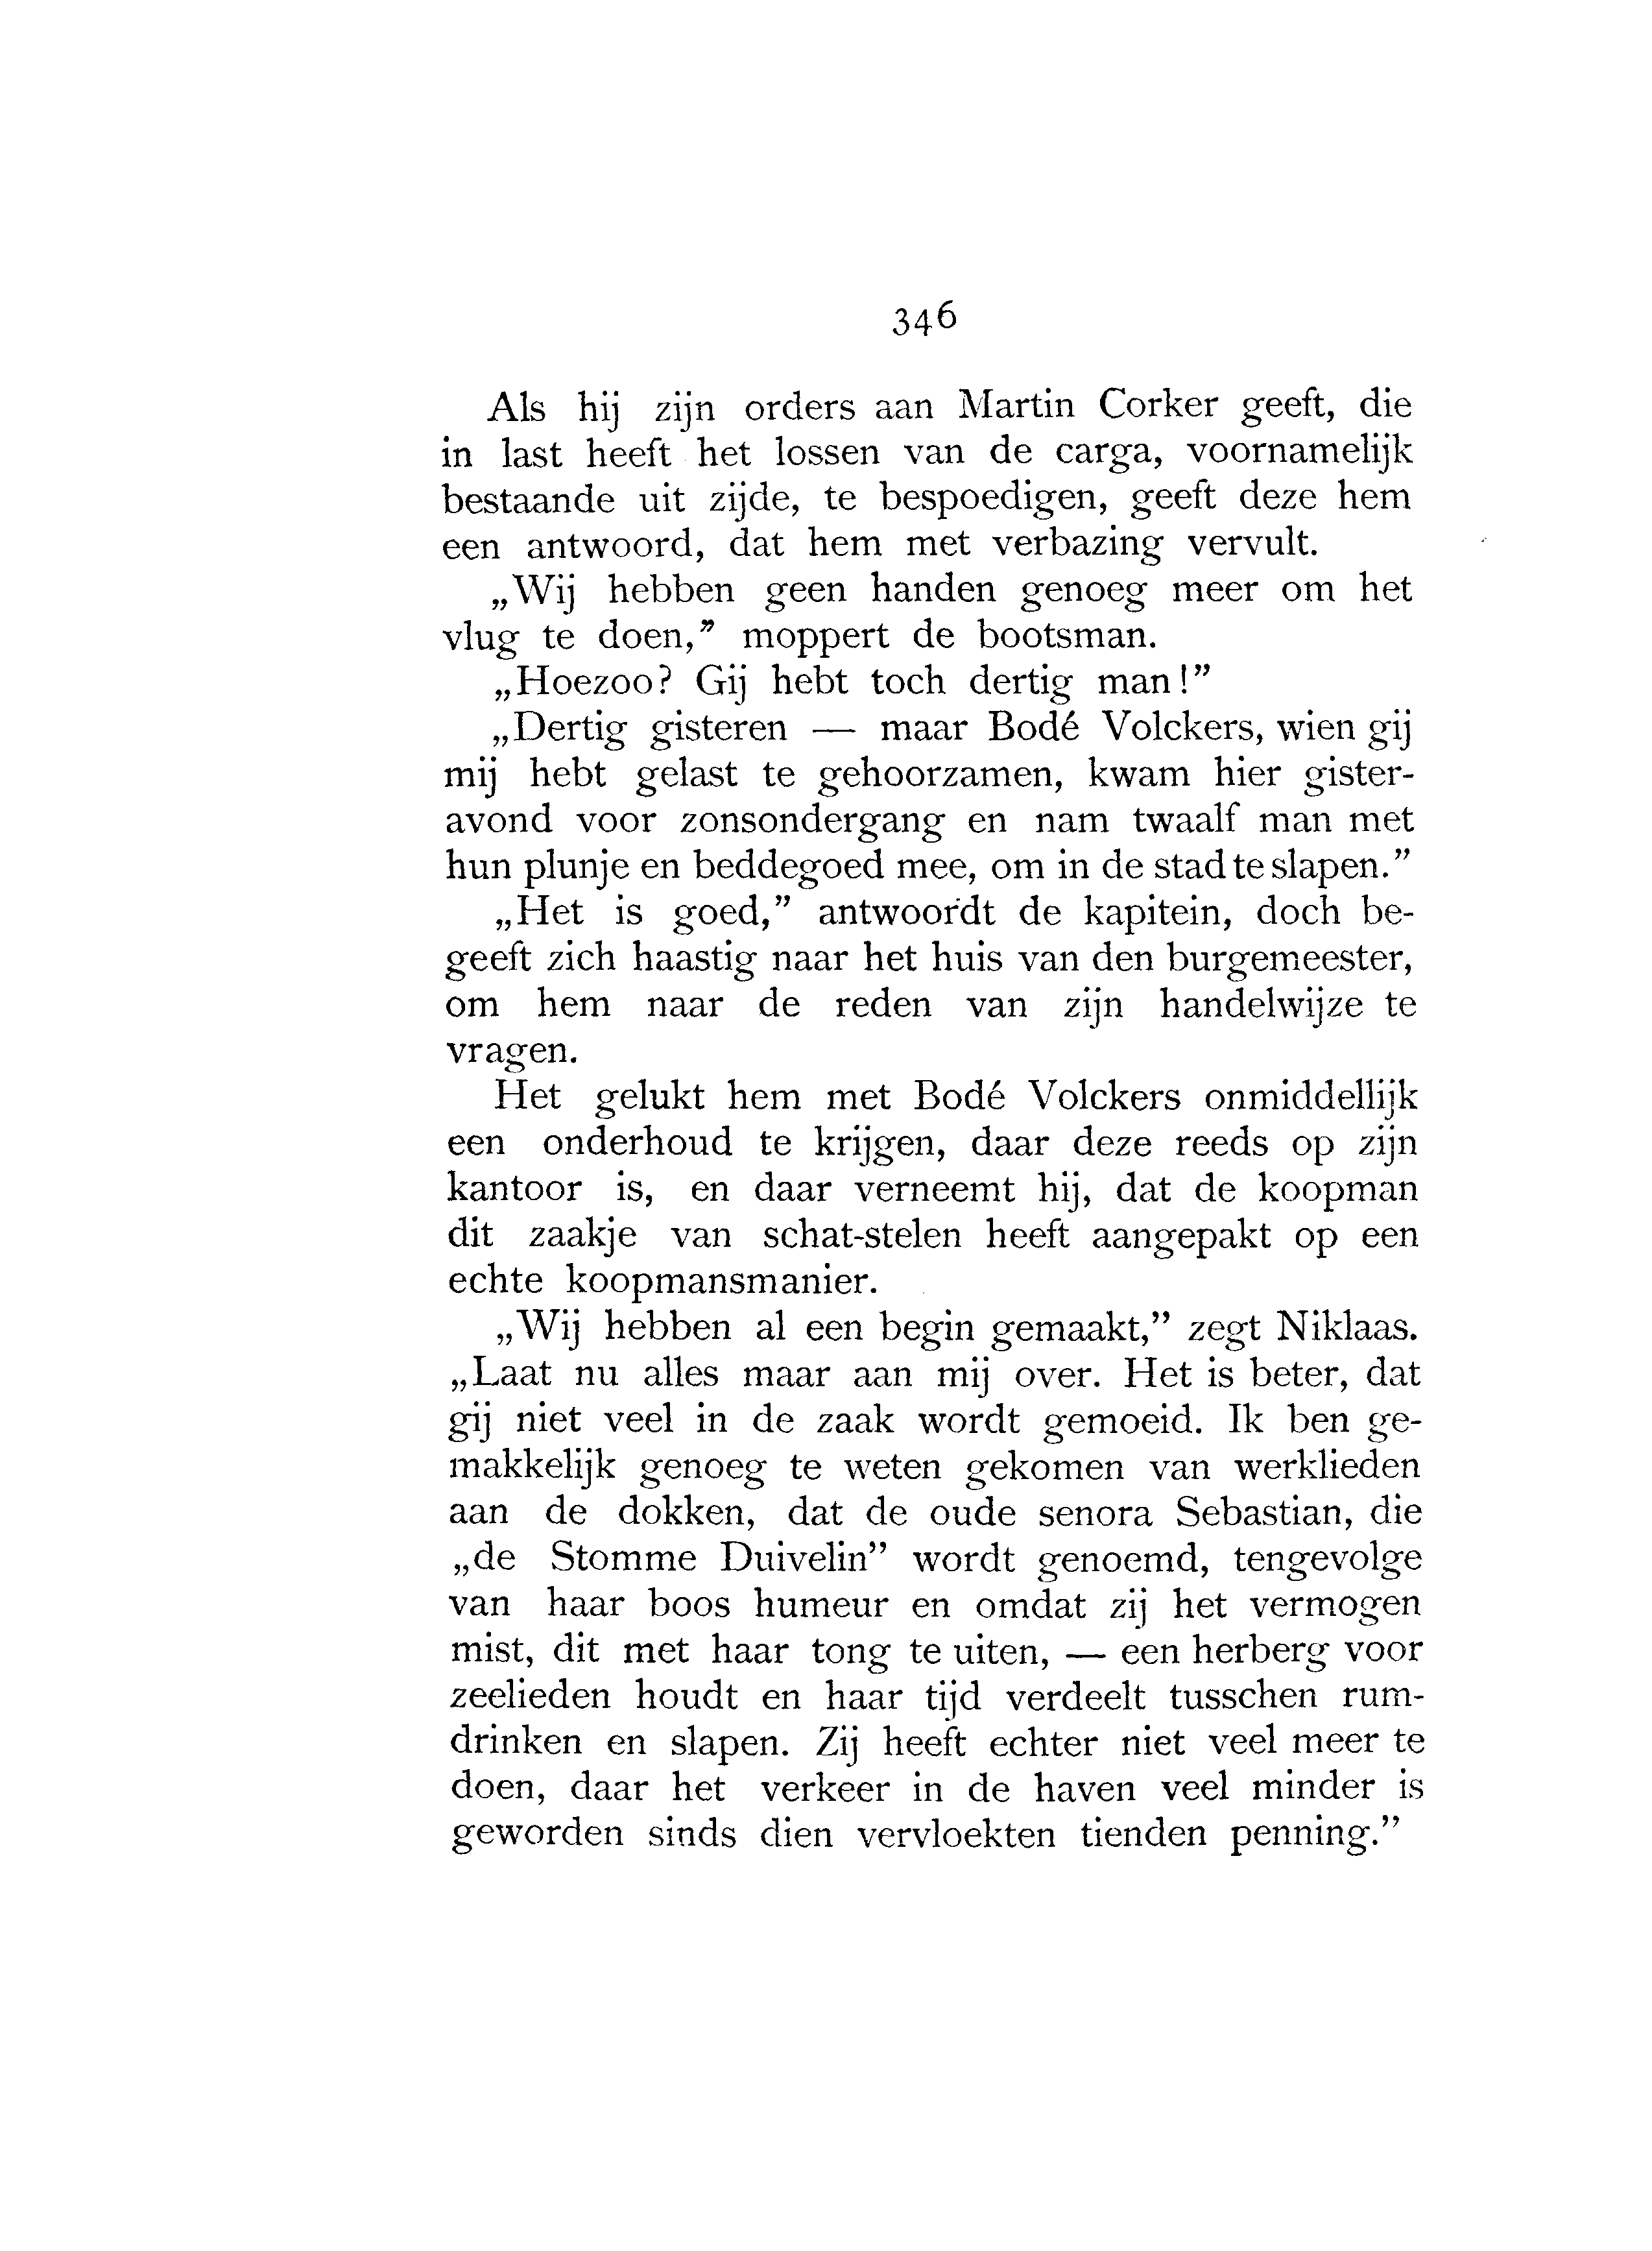 346
Als hij zijn orders aan Martin Corker geeft, die
in last heeft het lossen van de carga, voornamelijk
bestaande uit zijde, te bespoedigen, geeft deze hem
een antwoord, dat hem met verbazing vervult.
„Wij hebben geen handen genoeg meer om het
vlug te doen,” moppert de bootsman.
„Hoezoo? Gij hebt toch dertig man!”
„Dertig gisteren — maar Bodé Volckers, wien gij
mij hebt gelast te gehoorzamen, kwam hier gister-
avond voor zonsondergang en nam twaalf man met
hun plunje en beddegoed mee, om in de stad te slapen.”
„Het is goed,” antwoordt de kapitein, doch be-
geeft zich haastig naar het huis van den burgemeester,
om hem naar de reden van zijn handelwijze te
vragen.
Het gelukt hem met Bodé Volckers onmiddellijk
een onderhoud te krijgen, daar deze reeds op zijn
kantoor is, en daar verneemt hij, dat de koopman
dit zaakje van schat-stelen heeft aangepakt op een
echte koopmansmanier.
„Wij hebben al een begin gemaakt,” zegt Niklaas.
„Laat nu alles maar aan mij over. Het is beter, dat
gij niet veel in de zaak wordt gemoeid. Ik ben ge-
makkelijk genoeg te weten gekomen van werklieden
aan de dokken, dat de oude senora Sebastian, die
„de Stomme Duivelin” wordt genoemd, tengevolge
van haar boos humeur en omdat zij het vermogen
mist, dit met haar tong te uiten, — een herberg voor
zeelieden houdt en haar tijd verdeelt tusschen rum-
drinken en slapen. Zij heeft echter niet veel meer te
doen, daar het verkeer in de haven veel minder is
geworden sinds dien vervloekten tienden penning.”